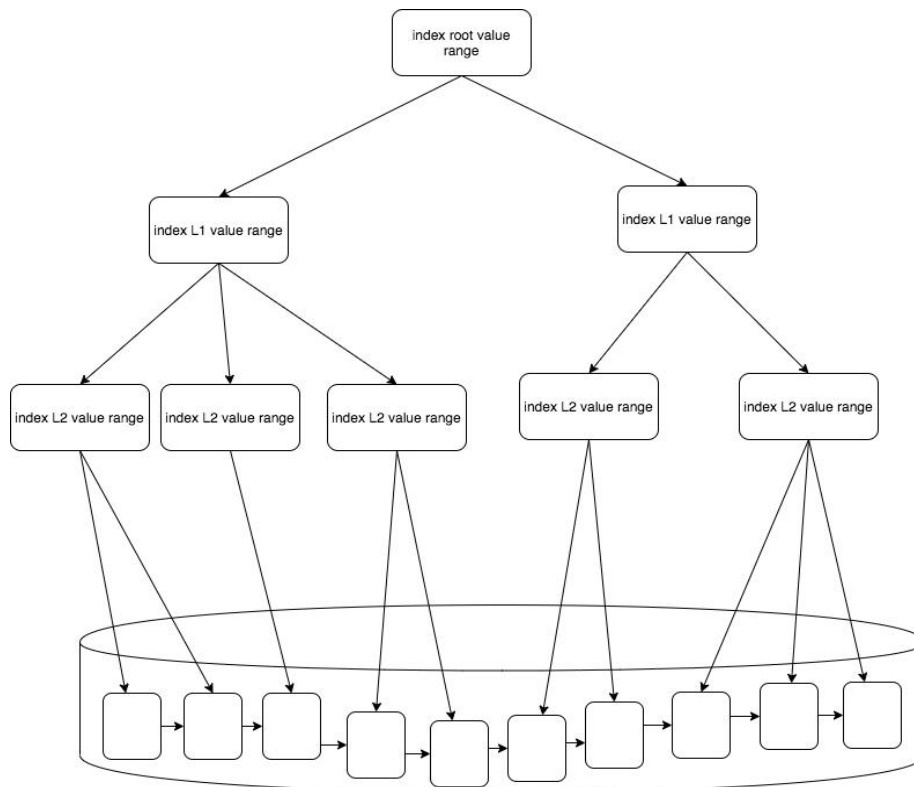 index root value
range
index L1 value range
index L1 value range
index L2 value range
index L2 value range
index L2 value range
index L2 value range
index L2 value range